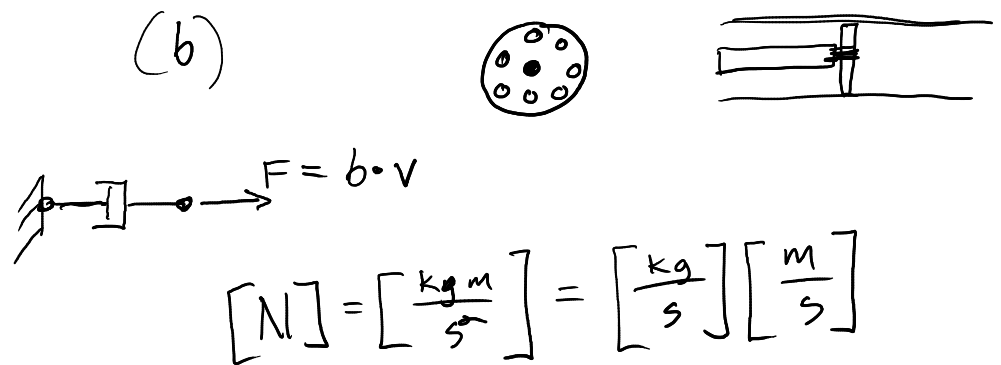 (b)
F = b·v
[N] = [kg m / s²] = [kg / s] [m / s]